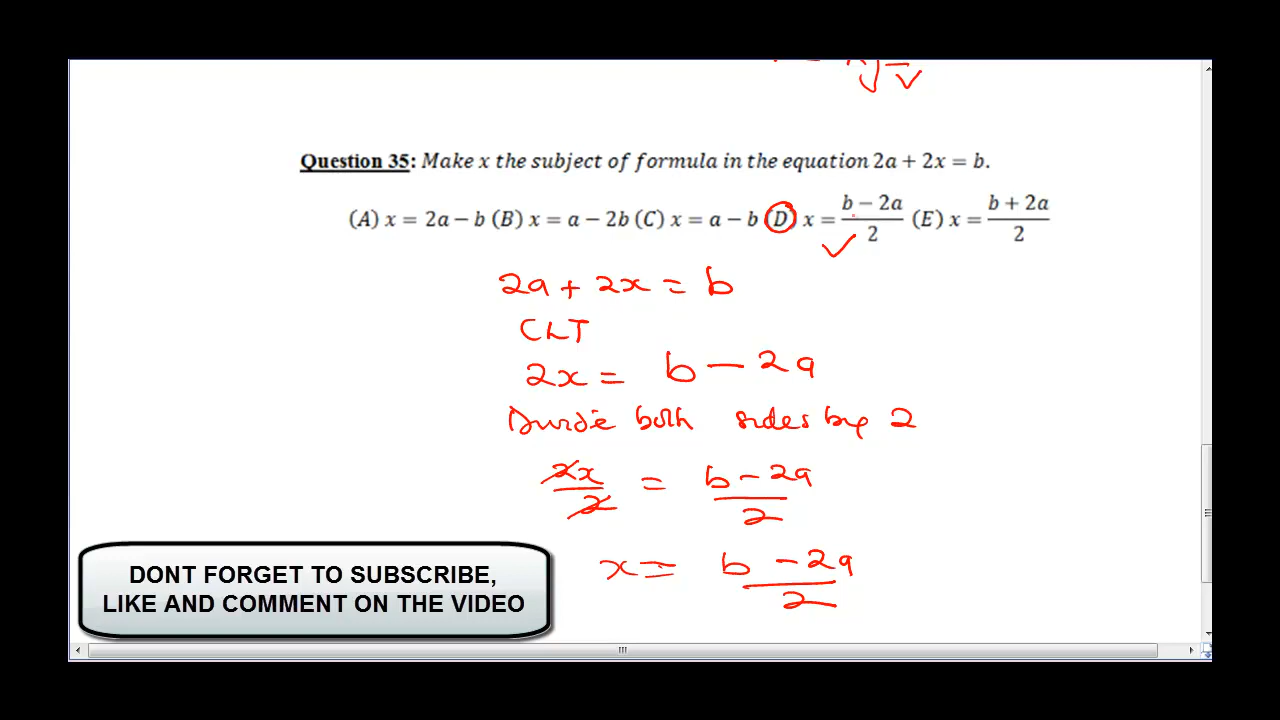 Question 35: Make x the subject of formula in the equation 2a + 2x = b.
(A) x = 2a − b (B) x = a − 2b (C) x = a − b (D) x = (b − 2a)/2 (E) x = (b + 2a)/2
2a + 2x = b
CLT
2x = b − 2a
Divide both sides by 2
2x/2 = (b − 2a)/2
x = (b − 2a)/2
DONT FORGET TO SUBSCRIBE,
LIKE AND COMMENT ON THE VIDEO